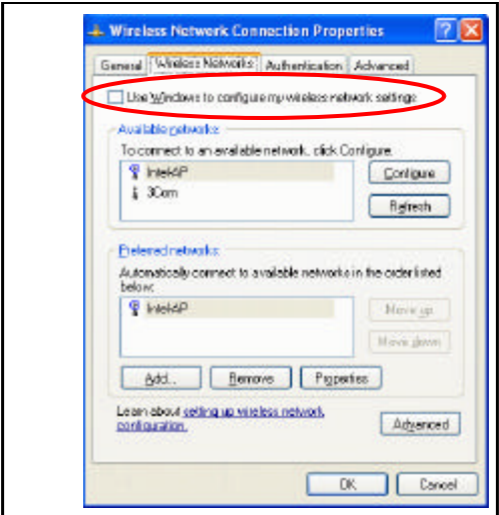 Wireless Network Connection Properties
General Wireless Networks Authentication Advanced
Use Windows to configure my wireless network settings
Available networks:
To connect to an available network, click Configure.
IntelAP
Configure
3Com
Refresh
Preferred networks:
Automatically connect to available networks in the order listed
below:
IntelAP
Move up
Move down
Add... Remove Properties
Learn about setting up wireless network
configuration.
Advanced
OK Cancel